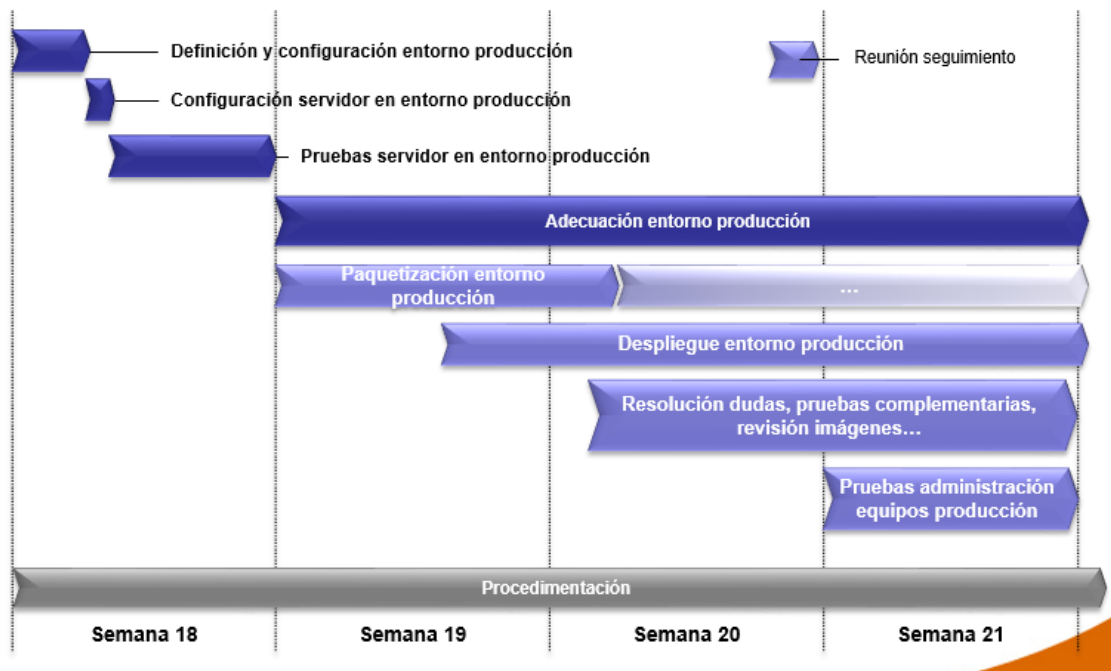 Definición y configuración entorno producción
Reunión seguimiento
Configuración servidor en entorno producción
Pruebas servidor en entorno producción
Adecuación entorno producción
Paquetización entorno
producción
...
Despliegue entorno producción
Resolución dudas, pruebas complementarias,
revisión imágenes...
Pruebas administración
equipos producción
Procedimentación
Semana 18
Semana 19
Semana 20
Semana 21